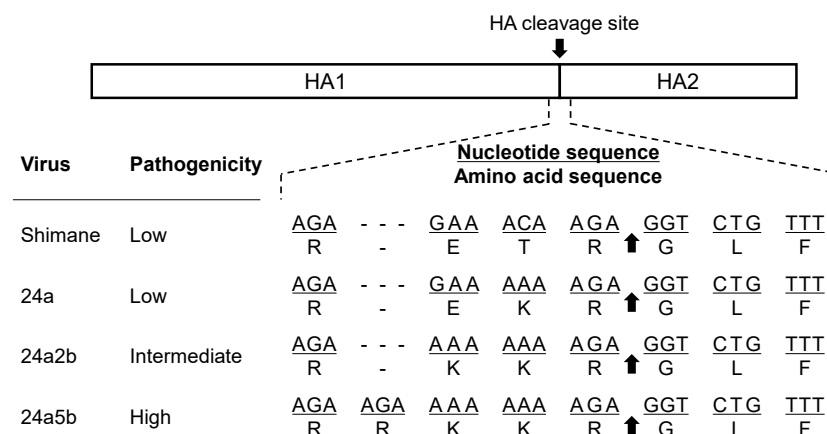 HA cleavage site
HA1 HA2
Virus Pathogenicity Nucleotide sequence
Amino acid sequence
Shimane Low AGA - - - GAA ACA AGA GGT CTG TTT
R - E T R G L F
24a Low AGA - - - GAA AAA AGA GGT CTG TTT
R - E K R G L F
24a2b Intermediate AGA - - - AAA AAA AGA GGT CTG TTT
R - K K R G L F
24a5b High AGA AGA AAA AAA AGA GGT CTG TTT
R R K K R G L F